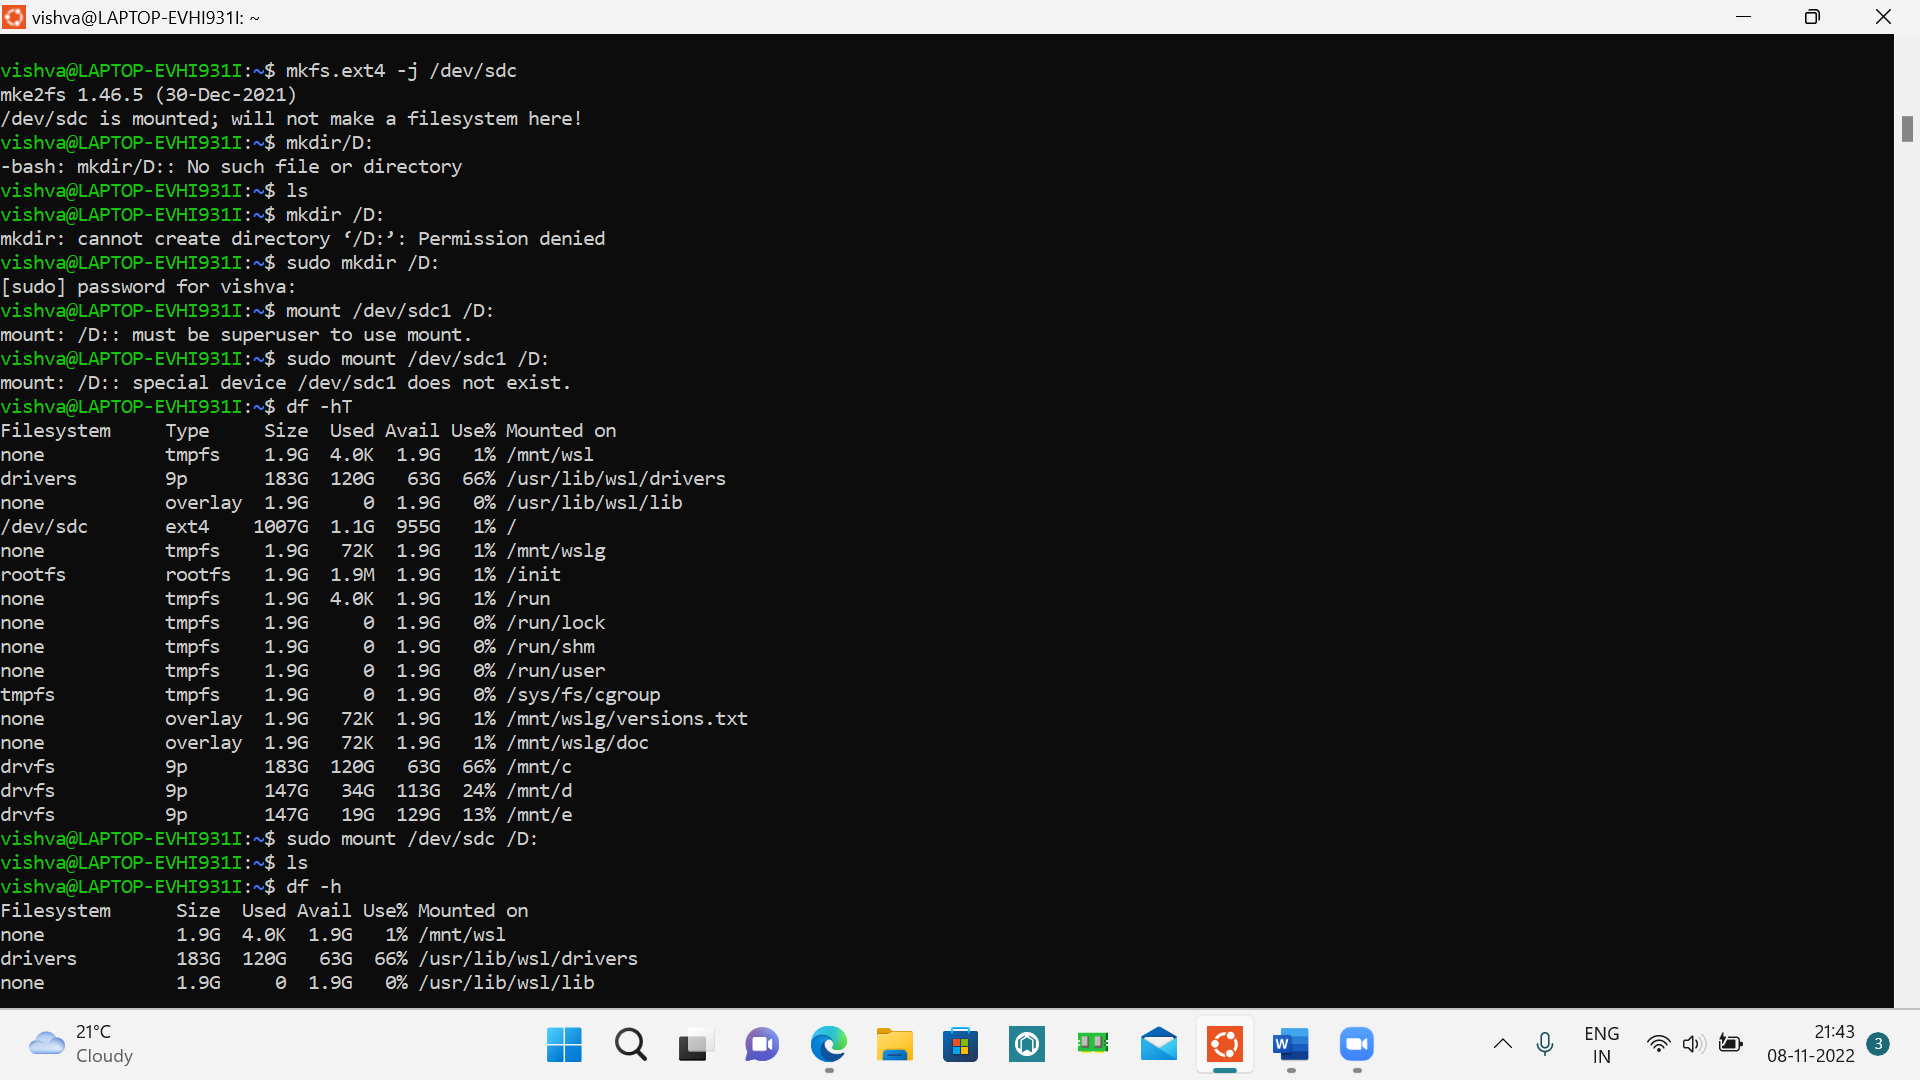 vishva@LAPTOP-EVHI931I: ~
vishva@LAPTOP-EVHI931I:~$ mkfs.ext4 -j /dev/sdc
mke2fs 1.46.5 (30-Dec-2021)
/dev/sdc is mounted; will not make a filesystem here!
vishva@LAPTOP-EVHI931I:~$ mkdir/D:
-bash: mkdir/D:: No such file or directory
vishva@LAPTOP-EVHI931I:~$ ls
vishva@LAPTOP-EVHI931I:~$ mkdir /D:
mkdir: cannot create directory ‘/D:’: Permission denied
vishva@LAPTOP-EVHI931I:~$ sudo mkdir /D:
[sudo] password for vishva:
vishva@LAPTOP-EVHI931I:~$ mount /dev/sdc1 /D:
mount: /D:: must be superuser to use mount.
vishva@LAPTOP-EVHI931I:~$ sudo mount /dev/sdc1 /D:
mount: /D:: special device /dev/sdc1 does not exist.
vishva@LAPTOP-EVHI931I:~$ df -hT
Filesystem     Type      Size  Used Avail Use% Mounted on
none           tmpfs     1.9G  4.0K  1.9G   1% /mnt/wsl
drivers        9p        183G  120G   63G  66% /usr/lib/wsl/drivers
none           overlay   1.9G     0  1.9G   0% /usr/lib/wsl/lib
/dev/sdc       ext4     1007G  1.1G  955G   1% /
none           tmpfs     1.9G   72K  1.9G   1% /mnt/wslg
rootfs         rootfs    1.9G  1.9M  1.9G   1% /init
none           tmpfs     1.9G  4.0K  1.9G   1% /run
none           tmpfs     1.9G     0  1.9G   0% /run/lock
none           tmpfs     1.9G     0  1.9G   0% /run/shm
none           tmpfs     1.9G     0  1.9G   0% /run/user
tmpfs          tmpfs     1.9G     0  1.9G   0% /sys/fs/cgroup
none           overlay   1.9G   72K  1.9G   1% /mnt/wslg/versions.txt
none           overlay   1.9G   72K  1.9G   1% /mnt/wslg/doc
drvfs          9p        183G  120G   63G  66% /mnt/c
drvfs          9p        147G   34G  113G  24% /mnt/d
drvfs          9p        147G   19G  129G  13% /mnt/e
vishva@LAPTOP-EVHI931I:~$ sudo mount /dev/sdc /D:
vishva@LAPTOP-EVHI931I:~$ ls
vishva@LAPTOP-EVHI931I:~$ df -h
Filesystem      Size  Used Avail Use% Mounted on
none            1.9G  4.0K  1.9G   1% /mnt/wsl
drivers         183G  120G   63G  66% /usr/lib/wsl/drivers
none            1.9G     0  1.9G   0% /usr/lib/wsl/lib
21°C
Cloudy
W
ENG
IN
21:43
08-11-2022
3